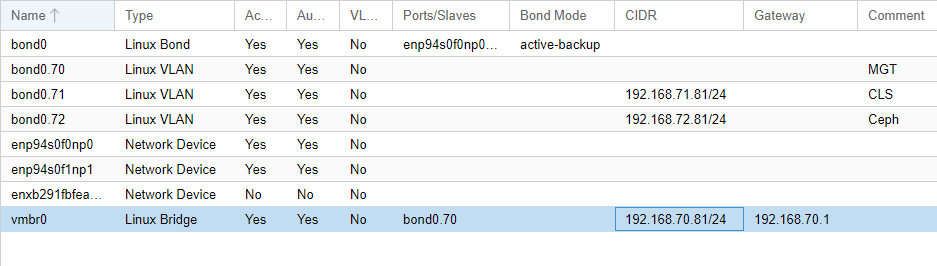 Name ↑ Type Ac... Au... VL... Ports/Slaves Bond Mode CIDR Gateway Comment
bond0 Linux Bond Yes Yes No enp94s0f0np0... active-backup
bond0.70 Linux VLAN Yes Yes No MGT
bond0.71 Linux VLAN Yes Yes No 192.168.71.81/24 CLS
bond0.72 Linux VLAN Yes Yes No 192.168.72.81/24 Ceph
enp94s0f0np0 Network Device Yes Yes No
enp94s0f1np1 Network Device Yes Yes No
enxb291fbfea... Network Device No No No
vmbr0 Linux Bridge Yes Yes No bond0.70 192.168.70.81/24 192.168.70.1